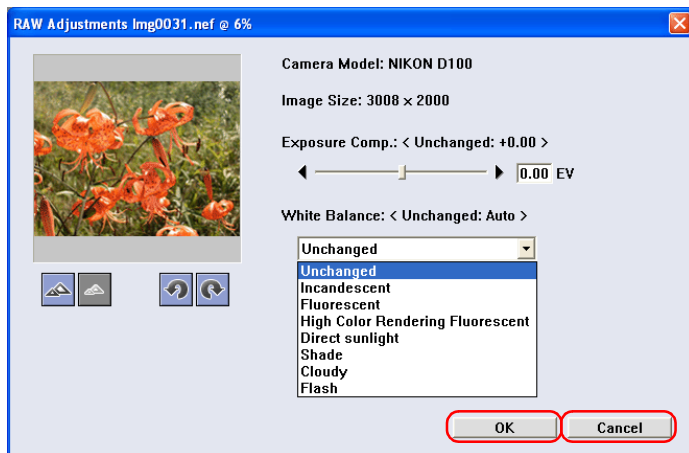 RAW Adjustments Img0031.nef @ 6%
Camera Model: NIKON D100
Image Size: 3008 x 2000
Exposure Comp.: < Unchanged: +0.00 >
0.00 EV
White Balance: < Unchanged: Auto >
Unchanged
Unchanged
Incandescent
Fluorescent
High Color Rendering Fluorescent
Direct sunlight
Shade
Cloudy
Flash
OK Cancel